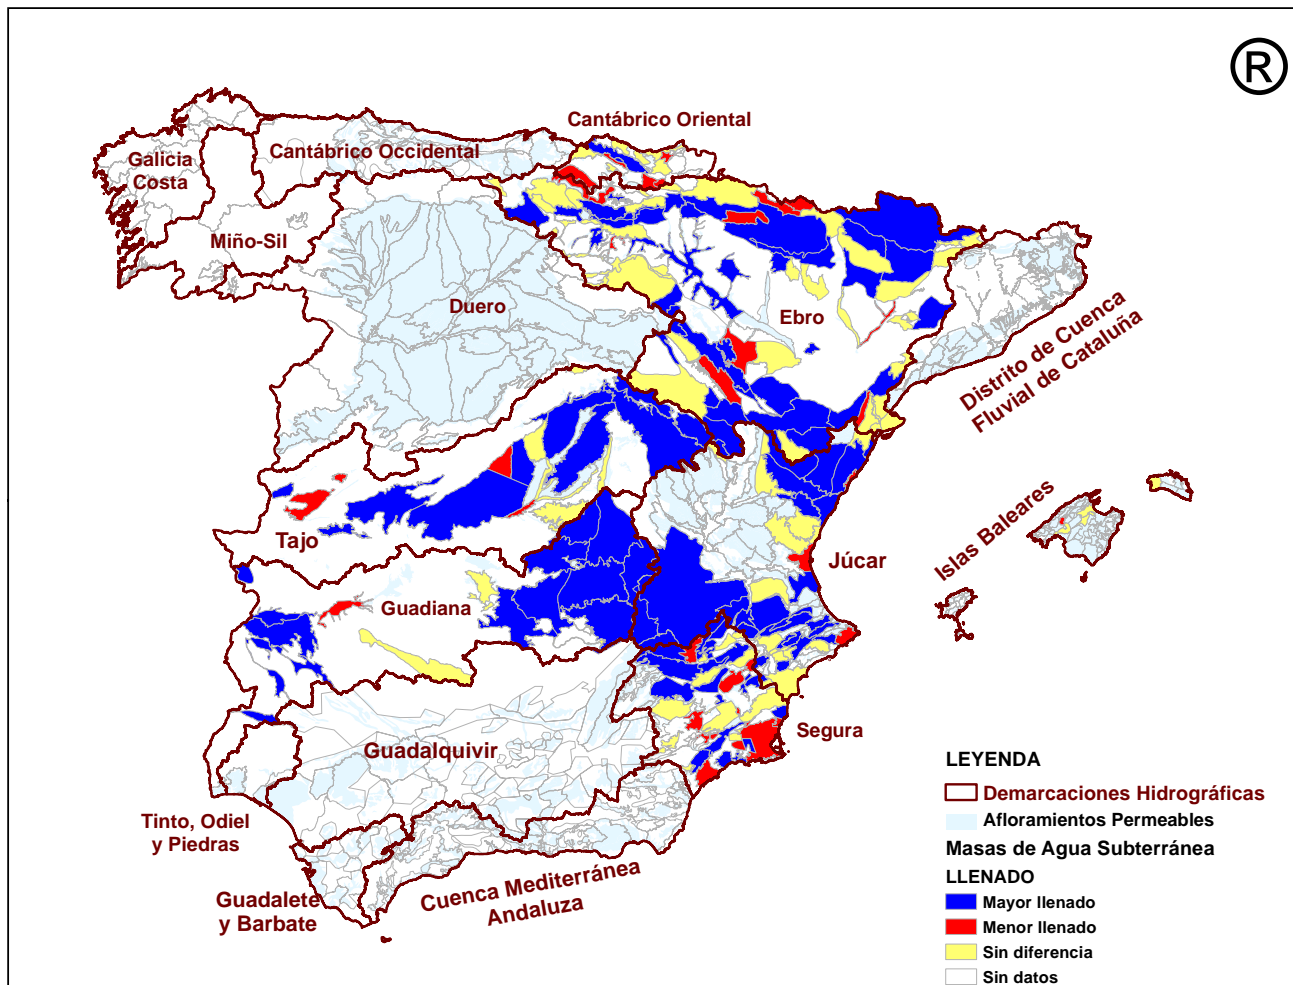 ®
Cantábrico Oriental
Galicia
Costa
Cantábrico Occidental
Miño-Sil
Duero
Ebro
Distrito de Cuenca
Fluvial de Cataluña
Islas Baleares
Tajo
Júcar
Guadiana
Segura
Guadalquivir
Tinto, Odiel
y Piedras
Guadalete
y Barbate
Cuenca Mediterránea
Andaluza
LEYENDA
Demarcaciones Hidrográficas
Afloramientos Permeables
Masas de Agua Subterránea
LLENADO
Mayor llenado
Menor llenado
Sin diferencia
Sin datos